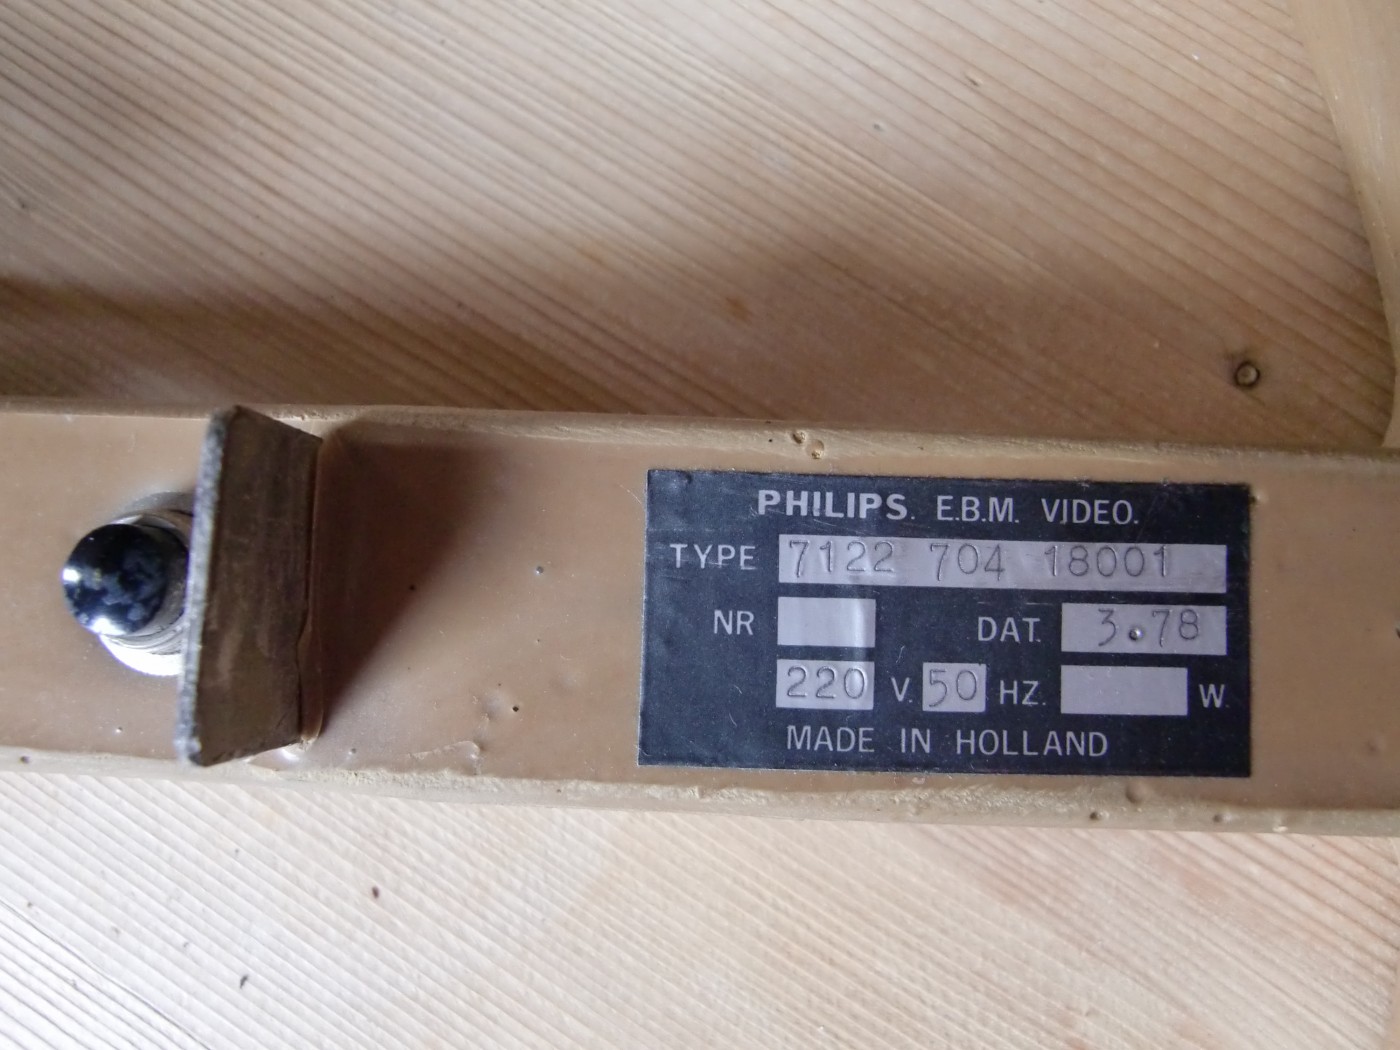 PHILIPS. E.B.M. VIDEO.
TYPE 7122 704 18001
NR DAT. 3.78
220 V. 50 HZ. W.
MADE IN HOLLAND